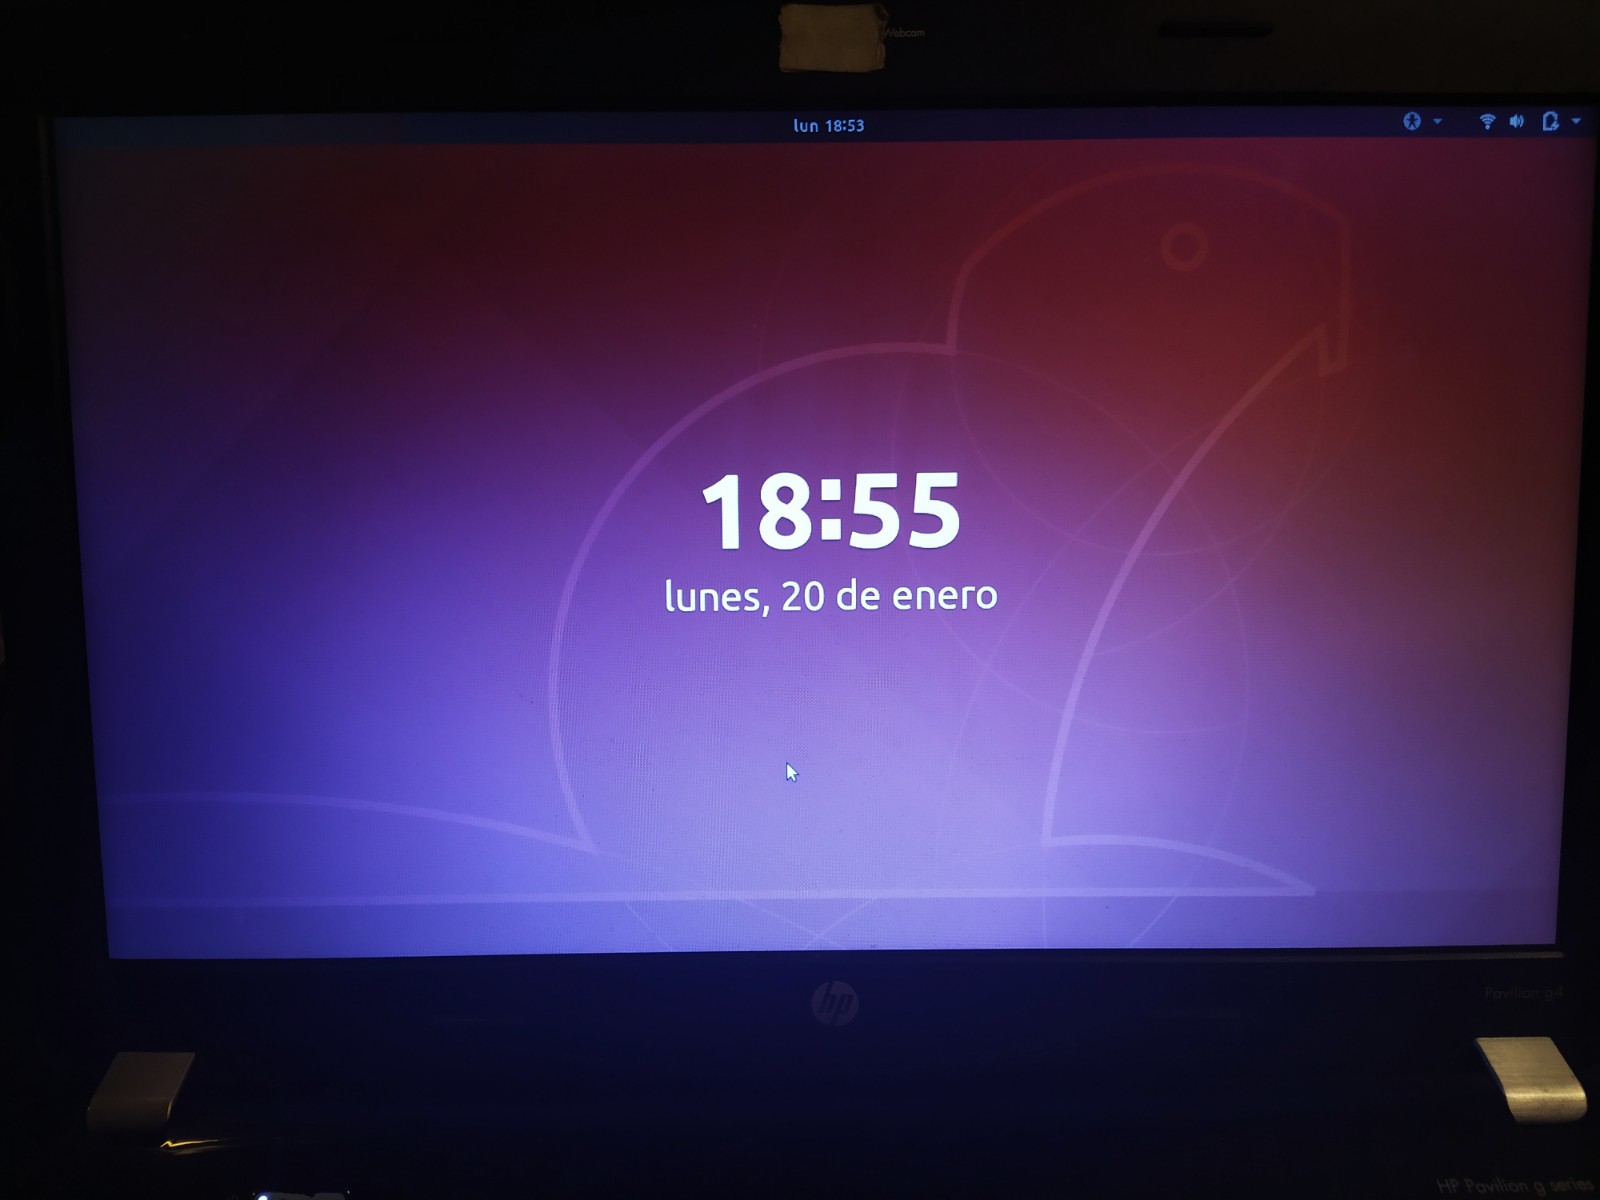 Webcam
lun 18:53
18:55
lunes, 20 de enero
hp
Pavilion g4
HP Pavilion g series